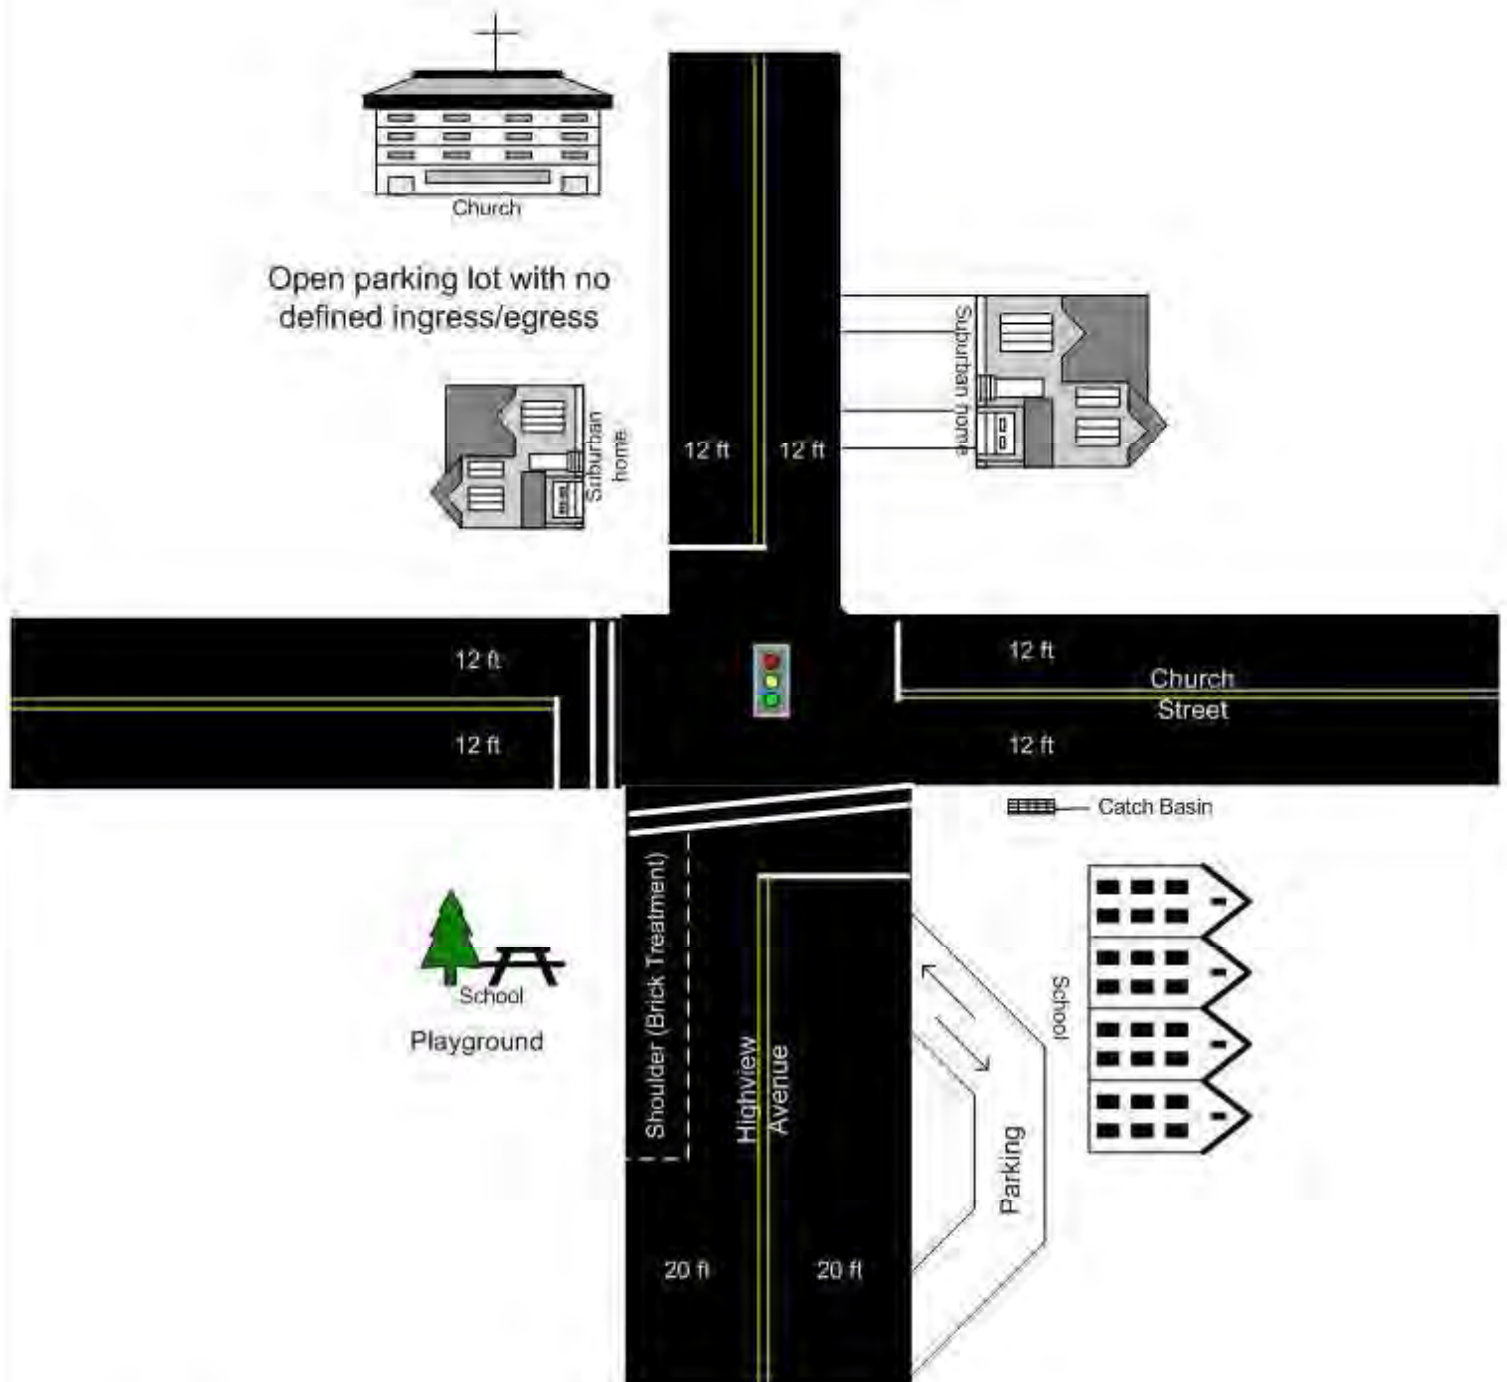 Church
Open parking lot with no
defined ingress/egress
Suburban home
Suburban
home
12 ft
12 ft
12 ft
12 ft
Church
Street
12 ft
12 ft
Catch Basin
Shoulder (Brick Treatment)
School
Playground
School
Highview
Avenue
Parking
20 ft
20 ft